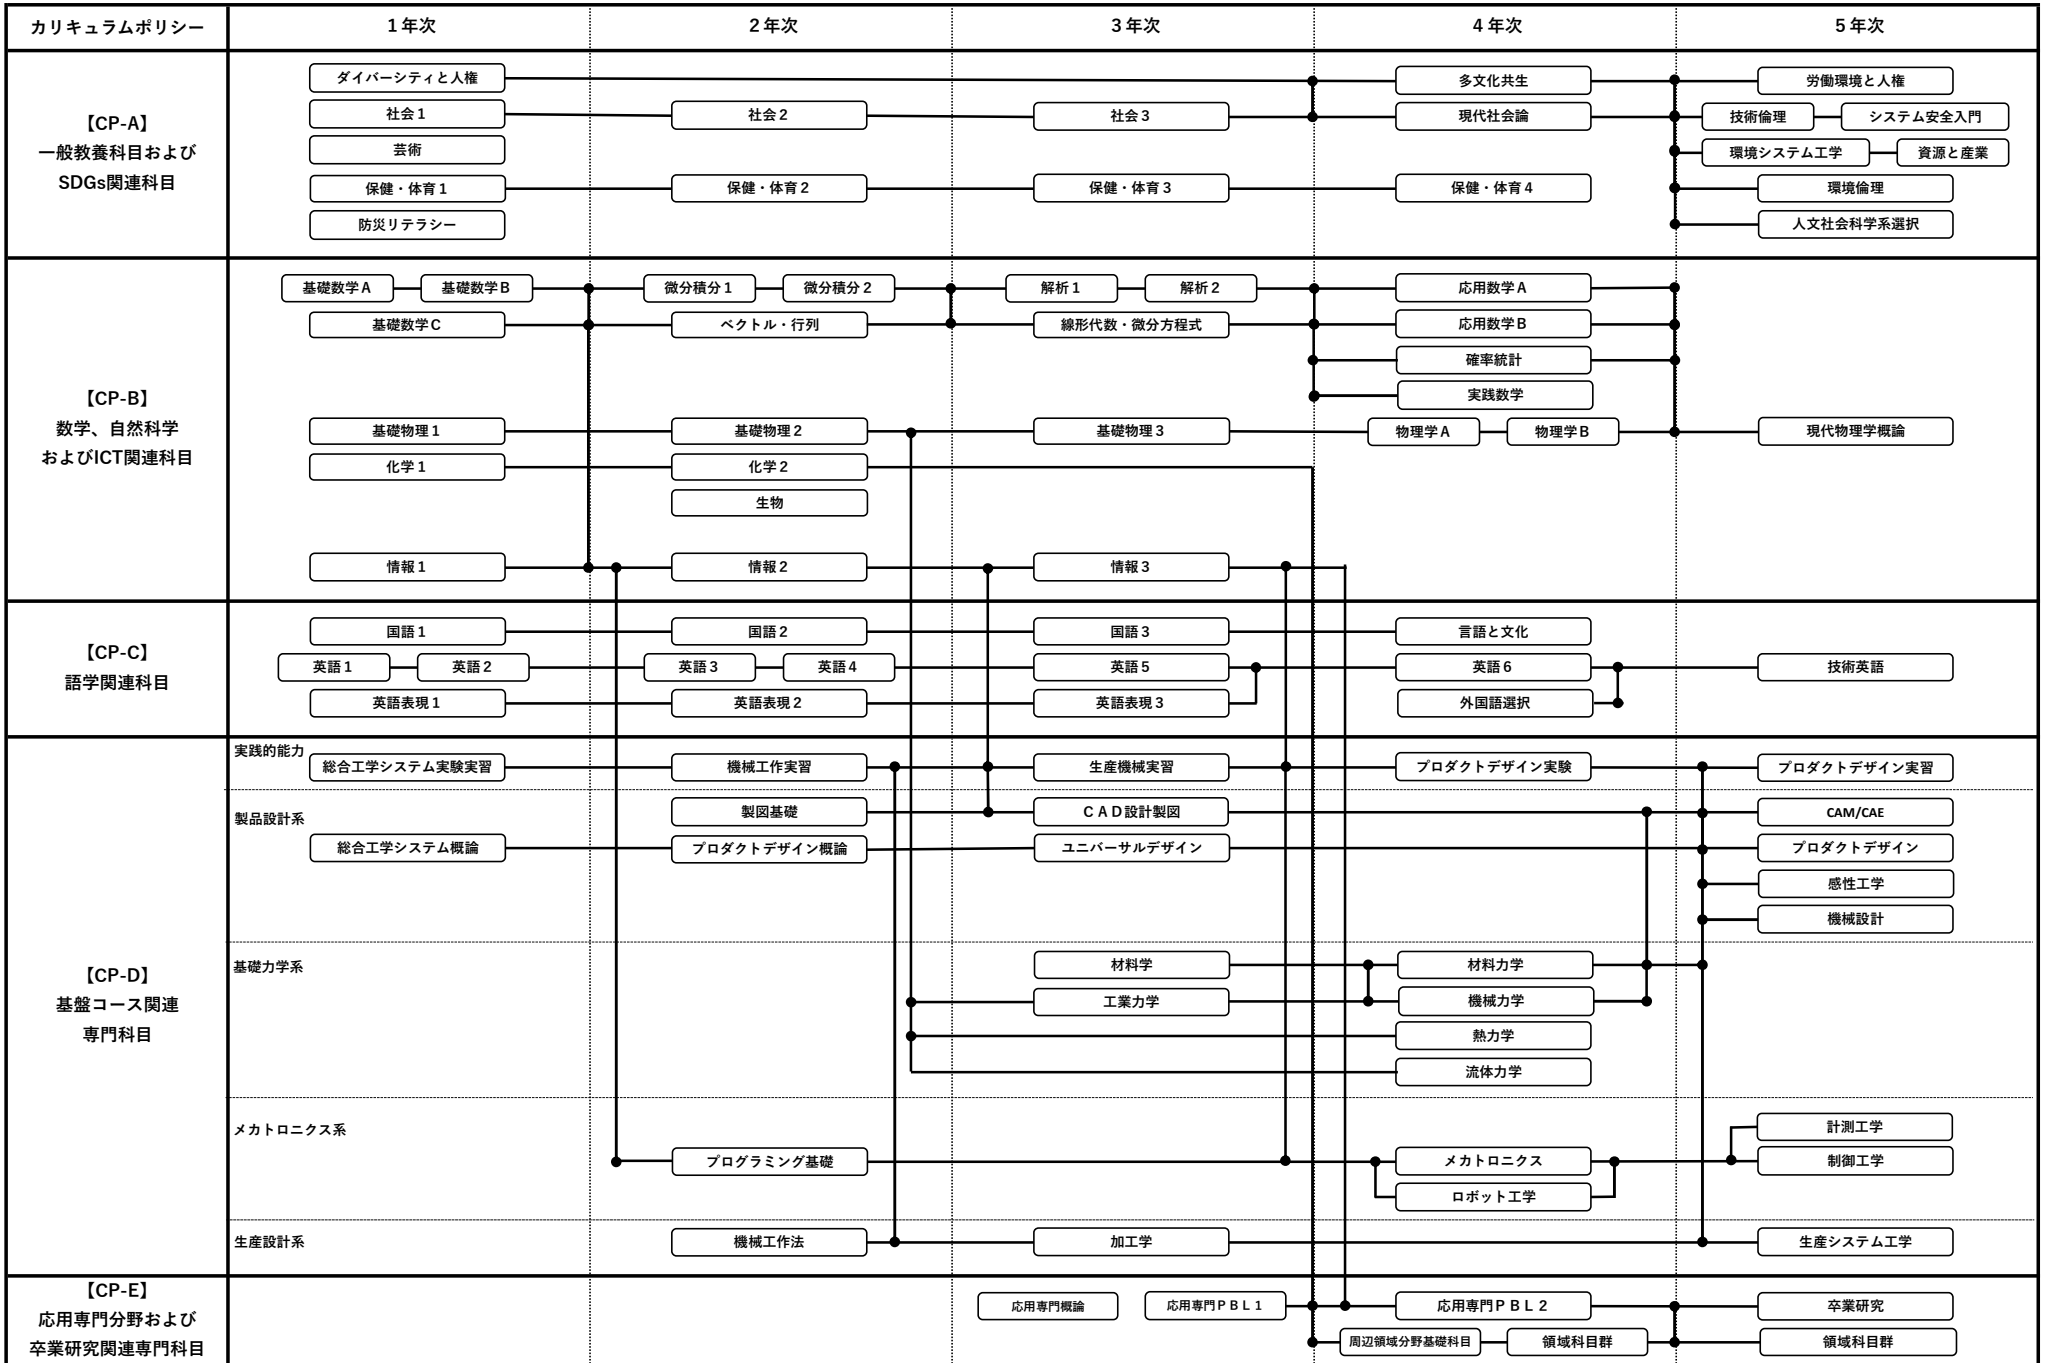 カリキュラムポリシー
1 年次
2 年次
3 年次
4 年次
5 年次
【CP-A】
一般教養科目および
SDGs関連科目
ダイバーシティと人権
多文化共生
労働環境と人権
社会１
社会２
社会３
現代社会論
技術倫理
システム安全入門
芸術
環境システム工学
資源と産業
保健・体育１
保健・体育２
保健・体育３
保健・体育４
環境倫理
防災リテラシー
人文社会科学系選択
【CP-B】
数学、自然科学
およびICT関連科目
基礎数学Ａ
基礎数学Ｂ
微分積分１
微分積分２
解析１
解析２
応用数学Ａ
基礎数学Ｃ
ベクトル・行列
線形代数・微分方程式
応用数学Ｂ
確率統計
実践数学
基礎物理１
基礎物理２
基礎物理３
物理学Ａ
物理学Ｂ
現代物理学概論
化学１
化学２
生物
情報１
情報２
情報３
【CP-C】
語学関連科目
国語１
国語２
国語３
言語と文化
英語１
英語２
英語３
英語４
英語５
英語６
技術英語
英語表現１
英語表現２
英語表現３
外国語選択
【CP-D】
基盤コース関連
専門科目
実践的能力
総合工学システム実験実習
機械工作実習
生産機械実習
プロダクトデザイン実験
プロダクトデザイン実習
製品設計系
製図基礎
ＣＡＤ設計製図
CAM/CAE
総合工学システム概論
プロダクトデザイン概論
ユニバーサルデザイン
プロダクトデザイン
感性工学
機械設計
基礎力学系
材料学
材料力学
工業力学
機械力学
熱力学
流体力学
メカトロニクス系
計測工学
プログラミング基礎
メカトロニクス
制御工学
ロボット工学
生産設計系
機械工作法
加工学
生産システム工学
【CP-E】
応用専門分野および
卒業研究関連専門科目
応用専門概論
応用専門ＰＢＬ１
応用専門ＰＢＬ２
卒業研究
周辺領域分野基礎科目
領域科目群
領域科目群